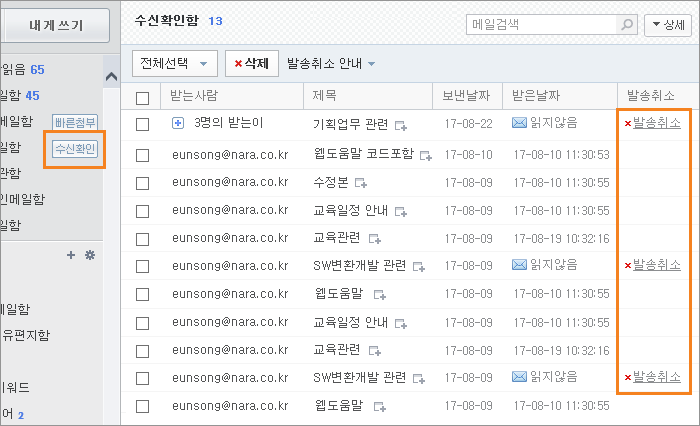 내게쓰기
수신확인함 13
메일검색
상세
전체선택
×삭제
발송취소 안내
읽음 65
일함 45
메일함
빠른첨부
일함
수신확인
관함
인메일함
일함
메일함
유편지함
키워드
어 2
받는사람 제목 보낸날짜 받은날짜 발송취소
3명의 받는이 기획업무 관련 17-08-22 읽지않음 ×발송취소
eunsong@nara.co.kr 웹도움말 코드포함 17-08-10 17-08-10 11:30:53
eunsong@nara.co.kr 수정본 17-08-09 17-08-10 11:30:55
eunsong@nara.co.kr 교육일정 안내 17-08-09 17-08-10 11:30:55
eunsong@nara.co.kr 교육관련 17-08-09 17-08-19 10:32:16
eunsong@nara.co.kr SW변환개발 관련 17-08-09 읽지않음 ×발송취소
eunsong@nara.co.kr 웹도움말 17-08-09 17-08-10 11:30:55
eunsong@nara.co.kr 교육일정 안내 17-08-09 17-08-10 11:30:55
eunsong@nara.co.kr 교육관련 17-08-09 17-08-19 10:32:16
eunsong@nara.co.kr SW변환개발 관련 17-08-09 읽지않음 ×발송취소
eunsong@nara.co.kr 웹도움말 17-08-09 17-08-10 11:30:55